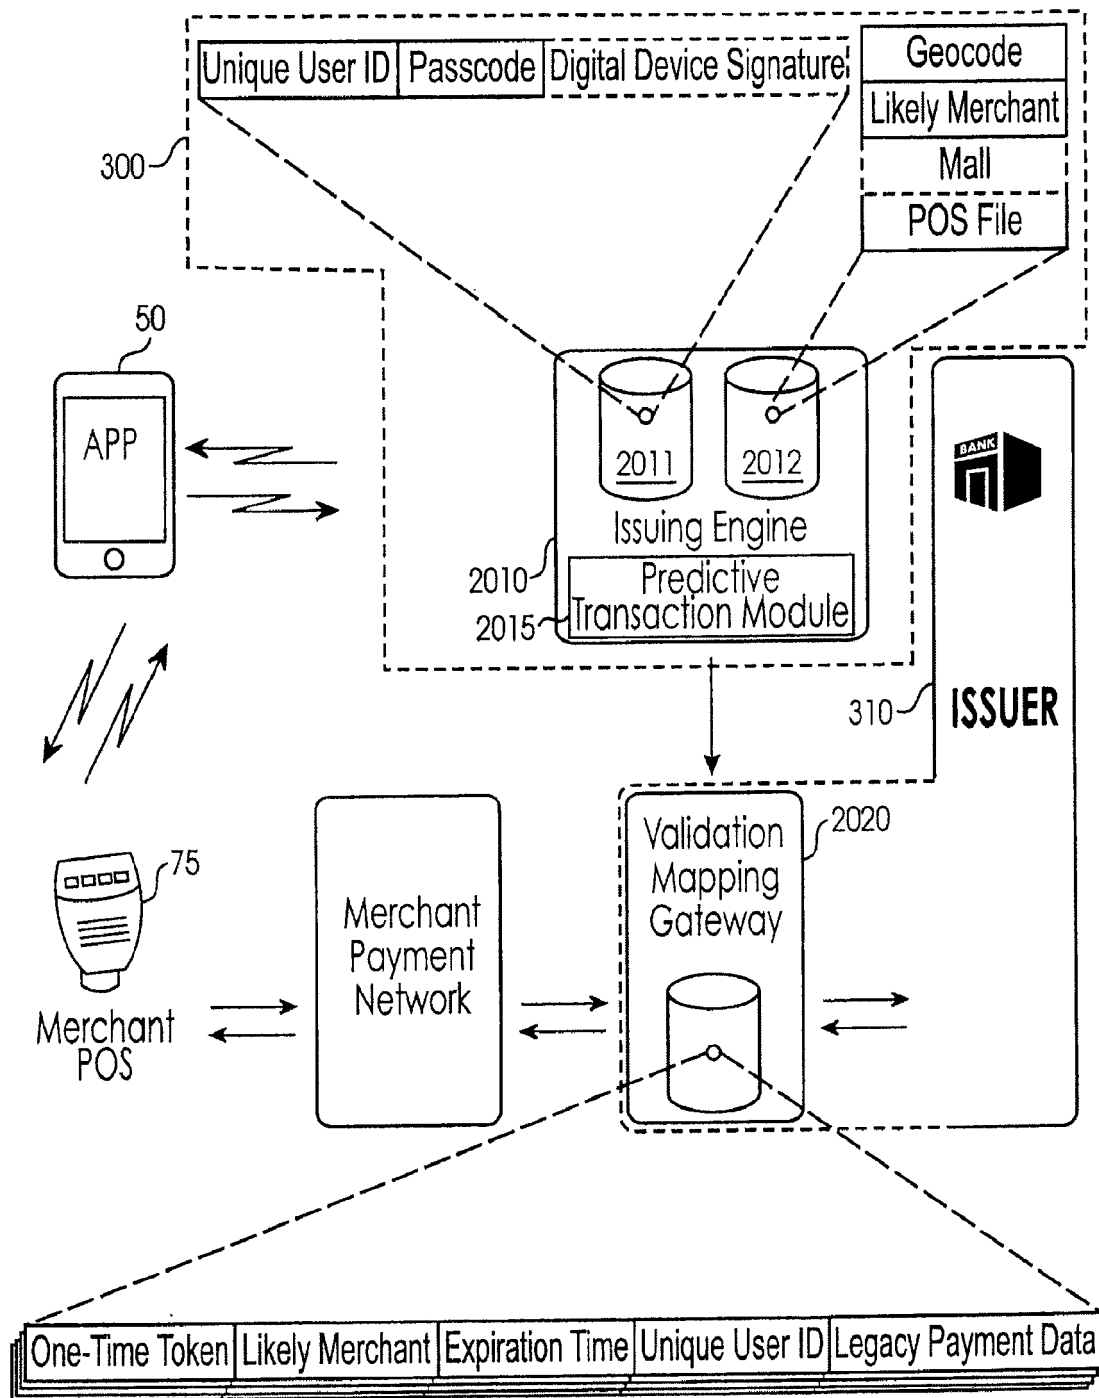 Unique User ID Passcode Digital Device Signature
Geocode
Likely Merchant
Mall
POS File
300
50
APP
2011
2012
Issuing Engine
2010
Predictive
Transaction Module
2015
BANK
310
ISSUER
2020
Validation
Mapping
Gateway
75
Merchant
POS
Merchant
Payment
Network
One-Time Token Likely Merchant Expiration Time Unique User ID Legacy Payment Data